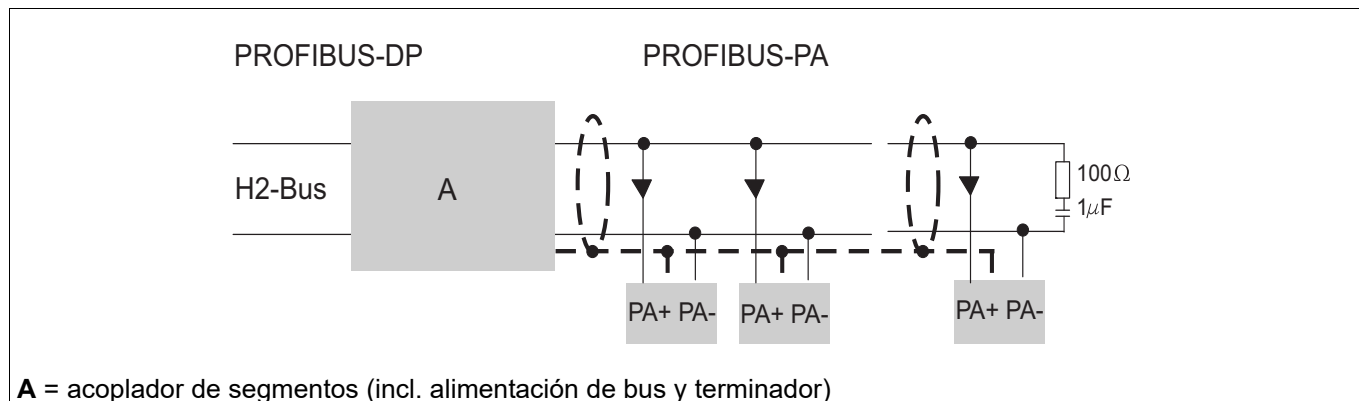 PROFIBUS-DP PROFIBUS-PA
H2-Bus A 100Ω
1µF
PA+ PA- PA+ PA- PA+ PA-
A = acoplador de segmentos (incl. alimentación de bus y terminador)